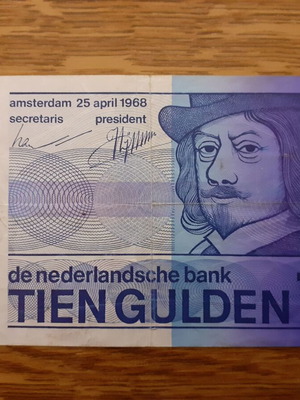 amsterdam 25 april 1968
secretaris president
de nederlandsche bank
TIEN GULDEN